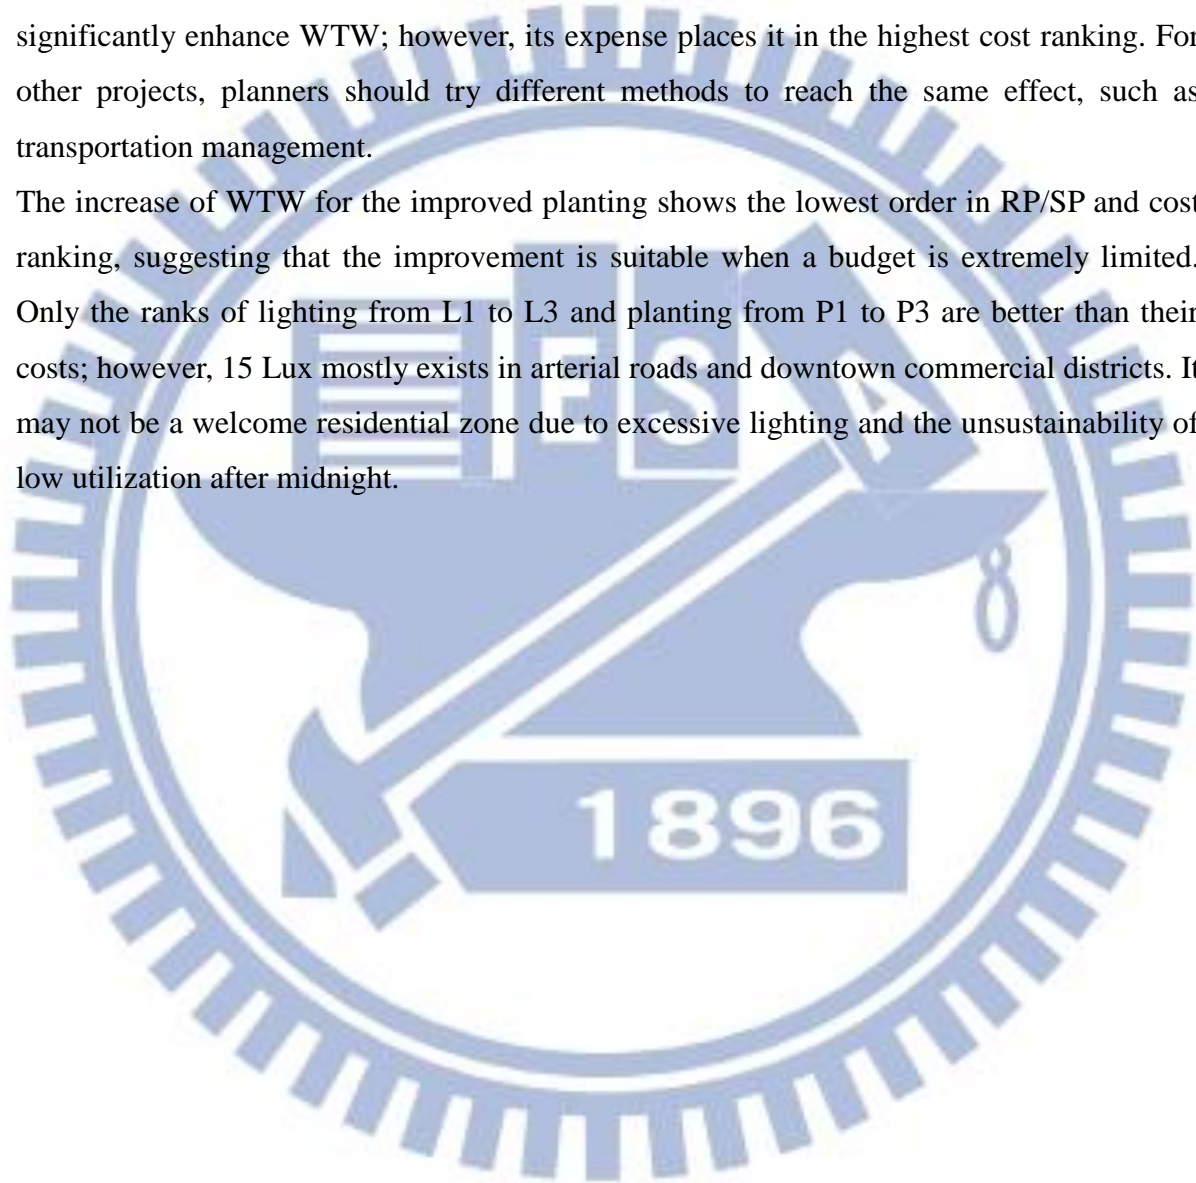 significantly enhance WTW; however, its expense places it in the highest cost ranking. For
other projects, planners should try different methods to reach the same effect, such as
transportation management.
The increase of WTW for the improved planting shows the lowest order in RP/SP and cost
ranking, suggesting that the improvement is suitable when a budget is extremely limited.
Only the ranks of lighting from L1 to L3 and planting from P1 to P3 are better than their
costs; however, 15 Lux mostly exists in arterial roads and downtown commercial districts. It
may not be a welcome residential zone due to excessive lighting and the unsustainability of
low utilization after midnight.
E S A
1896